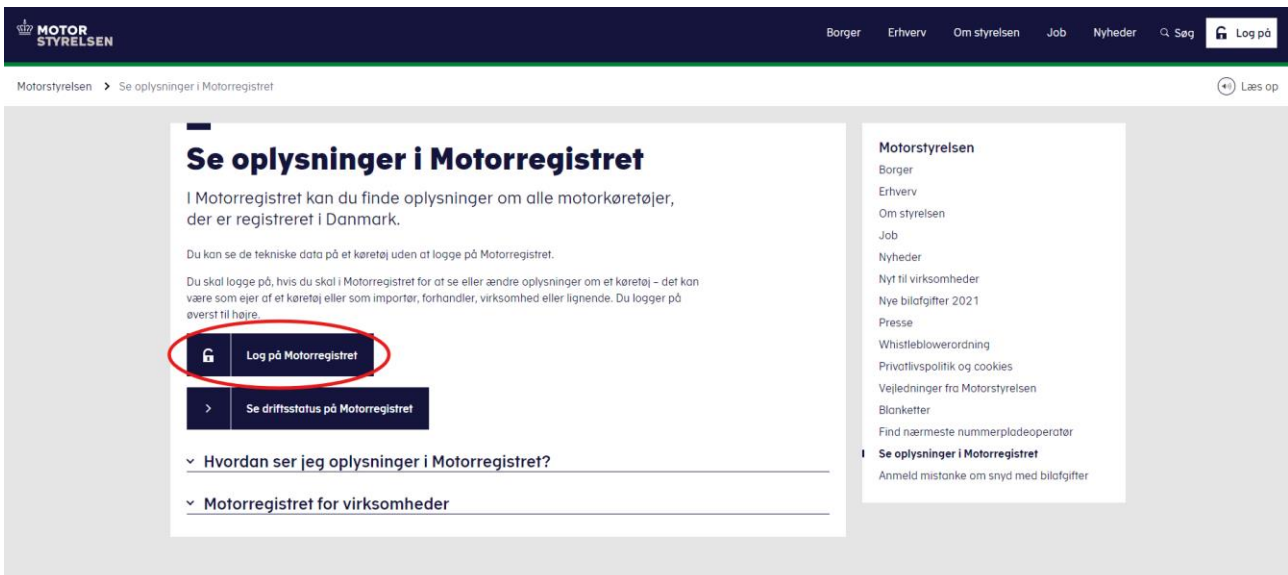 MOTOR
STYRELSEN
Borger Erhverv Om styrelsen Job Nyheder Søg Log på
Motorstyrelsen > Se oplysninger i Motorregistret
Læs op
Se oplysninger i Motorregistret
I Motorregistret kan du finde oplysninger om alle motorkøretøjer,
der er registreret i Danmark.
Du kan se de tekniske data på et køretøj uden at logge på Motorregistret.
Du skal logge på, hvis du skal i Motorregistret for at se eller ændre oplysninger om et køretøj – det kan
være som ejer af et køretøj eller som importør, forhandler, virksomhed eller lignende. Du logger på
øverst til højre.
Log på Motorregistret
Se driftsstatus på Motorregistret
Hvordan ser jeg oplysninger i Motorregistret?
Motorregistret for virksomheder
Motorstyrelsen
Borger
Erhverv
Om styrelsen
Job
Nyheder
Nyt til virksomheder
Nye bilafgifter 2021
Presse
Whistleblowerordning
Privatlivspolitik og cookies
Vejledninger fra Motorstyrelsen
Blanketter
Find nærmeste nummerpladeoperatør
Se oplysninger i Motorregistret
Anmeld mistanke om snyd med bilafgifter